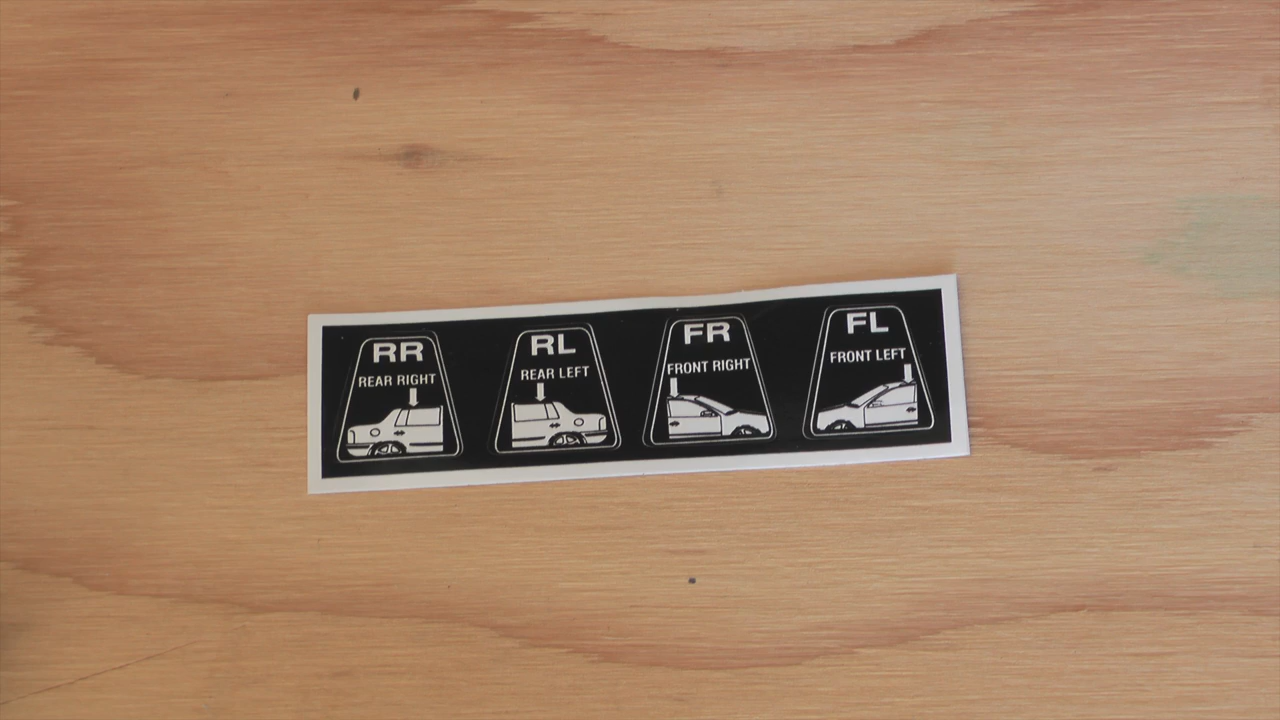 RR
REAR RIGHT
RL
REAR LEFT
FR
FRONT RIGHT
FL
FRONT LEFT